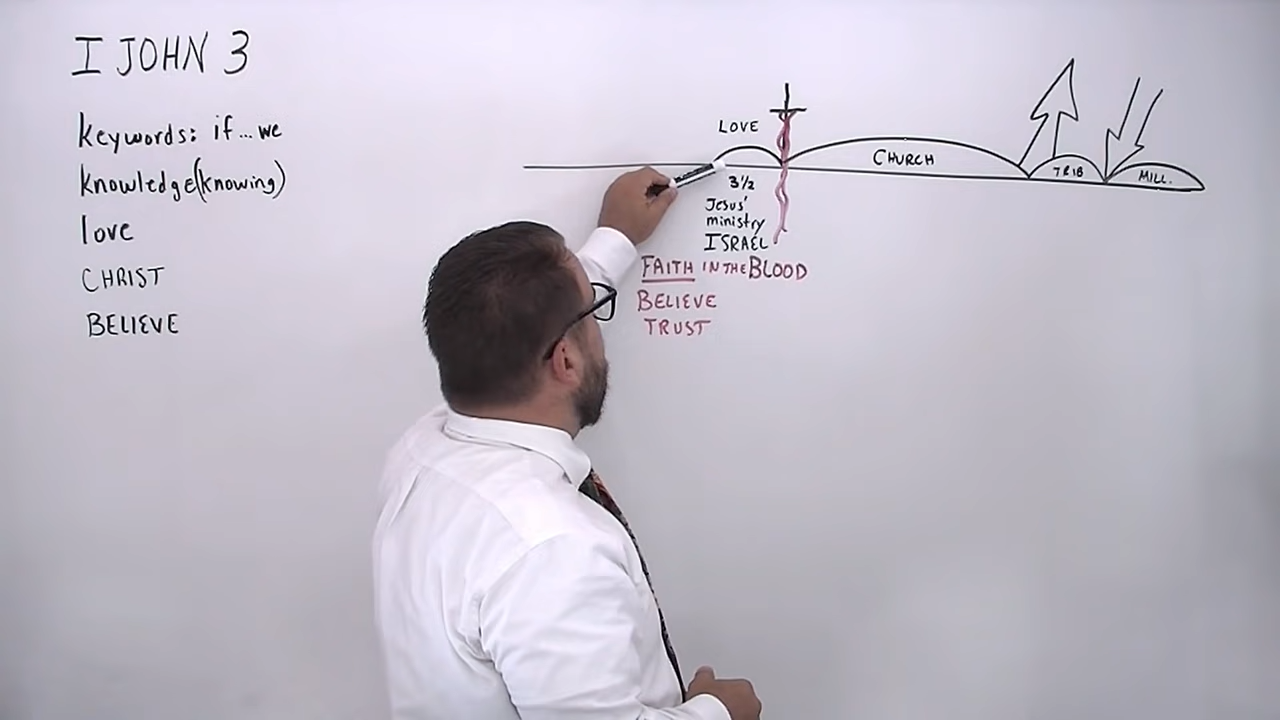 I JOHN 3
keywords: if...we
knowledge(knowing)
love
CHRIST
BELIEVE
LOVE
CHURCH
TRIB
MILL.
3½
JESUS'
ministry
ISRAEL
FAITH IN THE BLOOD
BELIEVE
TRUST